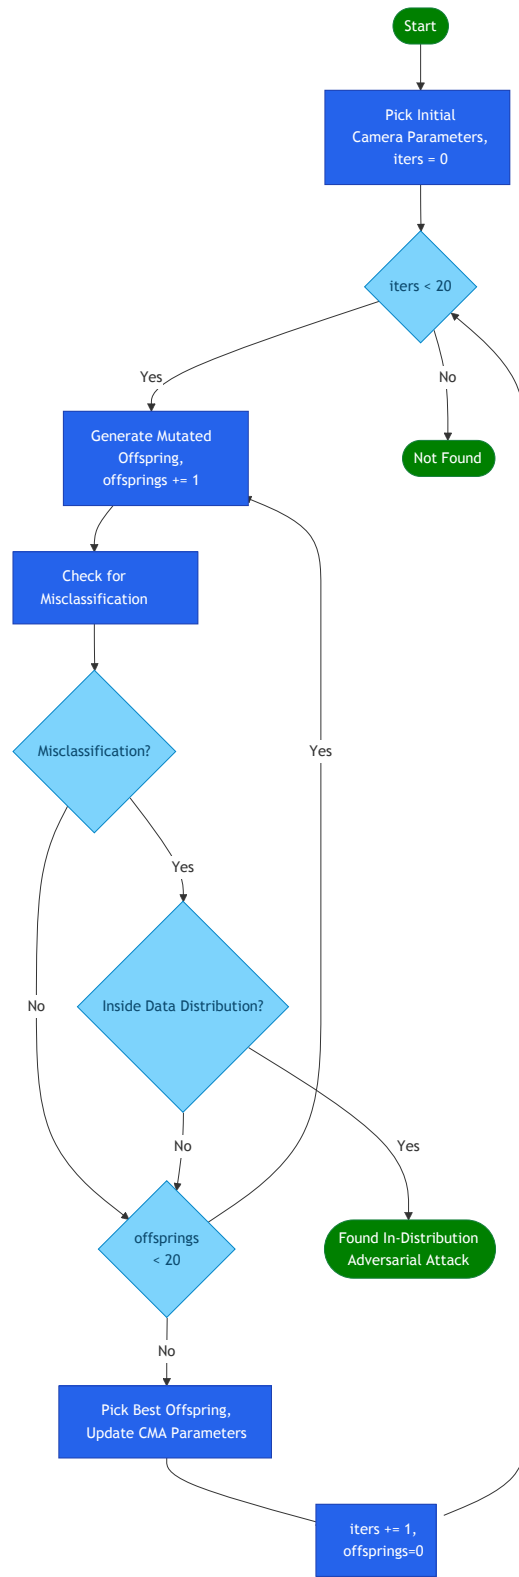 Start
Pick Initial
Camera Parameters,
iters = 0
iters < 20
Yes
No
Generate Mutated
Offspring,
offsprings += 1
Not Found
Check for
Misclassification
Misclassification?
Yes
Yes
No
Inside Data Distribution?
No
Yes
offsprings
< 20
Found In-Distribution
Adversarial Attack
No
Pick Best Offspring,
Update CMA Parameters
iters += 1,
offsprings=0